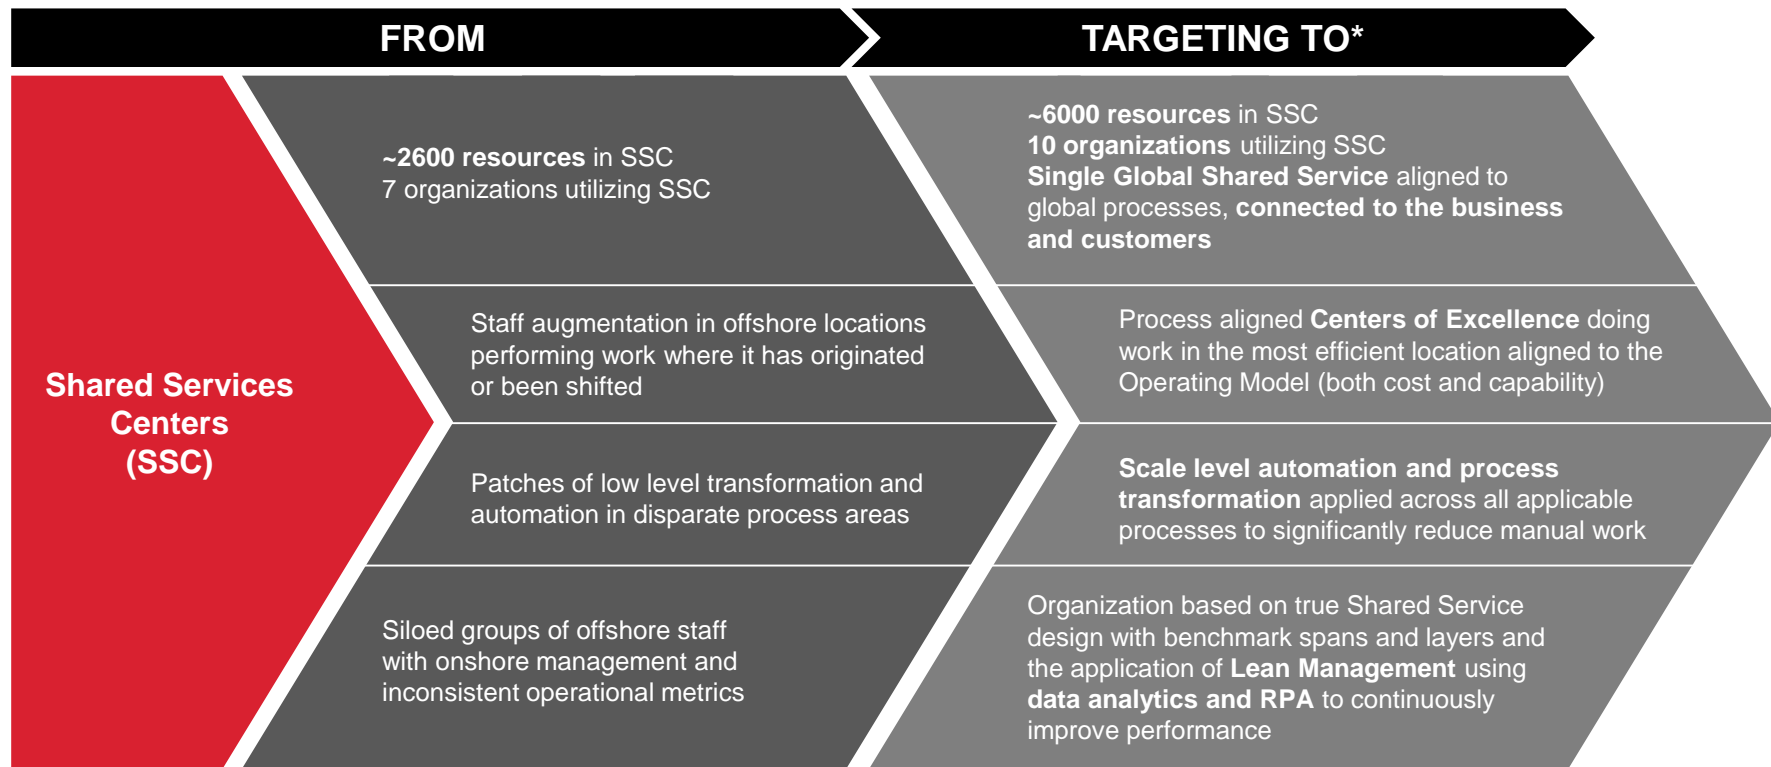 FROM
TARGETING TO*
Shared Services
Centers
(SSC)
~2600 resources in SSC
7 organizations utilizing SSC
~6000 resources in SSC
10 organizations utilizing SSC
Single Global Shared Service aligned to
global processes, connected to the business
and customers
Staff augmentation in offshore locations
performing work where it has originated
or been shifted
Process aligned Centers of Excellence doing
work in the most efficient location aligned to the
Operating Model (both cost and capability)
Patches of low level transformation and
automation in disparate process areas
Scale level automation and process
transformation applied across all applicable
processes to significantly reduce manual work
Siloed groups of offshore staff
with onshore management and
inconsistent operational metrics
Organization based on true Shared Service
design with benchmark spans and layers and
the application of Lean Management using
data analytics and RPA to continuously
improve performance